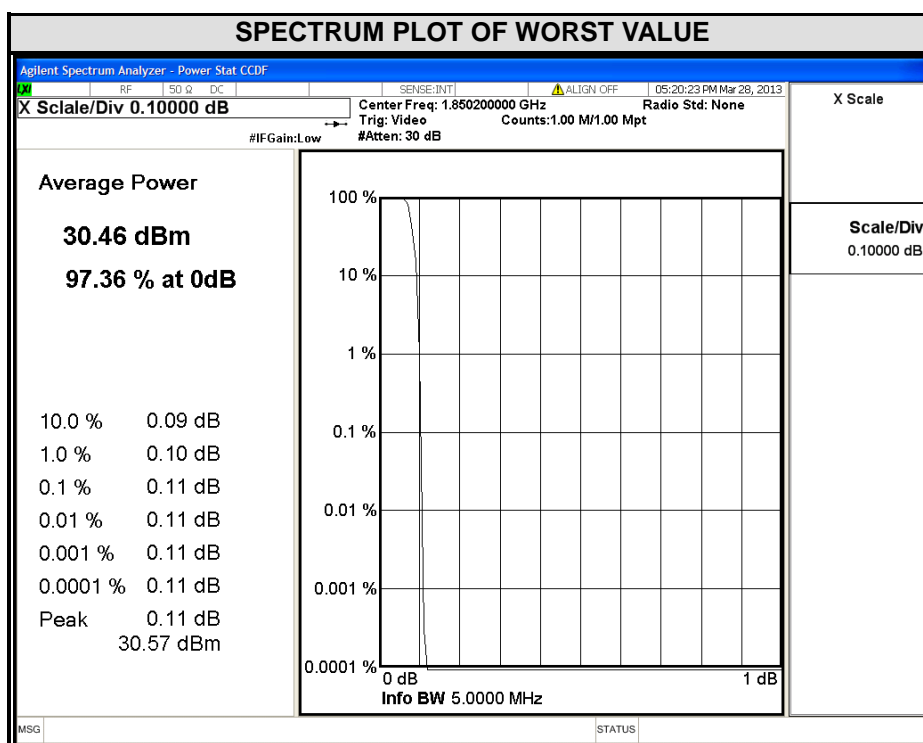 SPECTRUM PLOT OF WORST VALUE
Agilent Spectrum Analyzer - Power Stat CCDF
LXI RF 50 Ω DC SENSE:INT ALIGN OFF 05:20:23 PM Mar 28, 2013
X Sclale/Div 0.10000 dB
Center Freq: 1.850200000 GHz Radio Std: None
Trig: Video Counts:1.00 M/1.00 Mpt
#IFGain:Low #Atten: 30 dB
X Scale
Scale/Div
0.10000 dB
Average Power
30.46 dBm
97.36 % at 0dB
10.0 % 0.09 dB
1.0 % 0.10 dB
0.1 % 0.11 dB
0.01 % 0.11 dB
0.001 % 0.11 dB
0.0001 % 0.11 dB
Peak 0.11 dB
30.57 dBm
100 %
10 %
1 %
0.1 %
0.01 %
0.001 %
0.0001 %
0 dB 1 dB
Info BW 5.0000 MHz
MSG STATUS